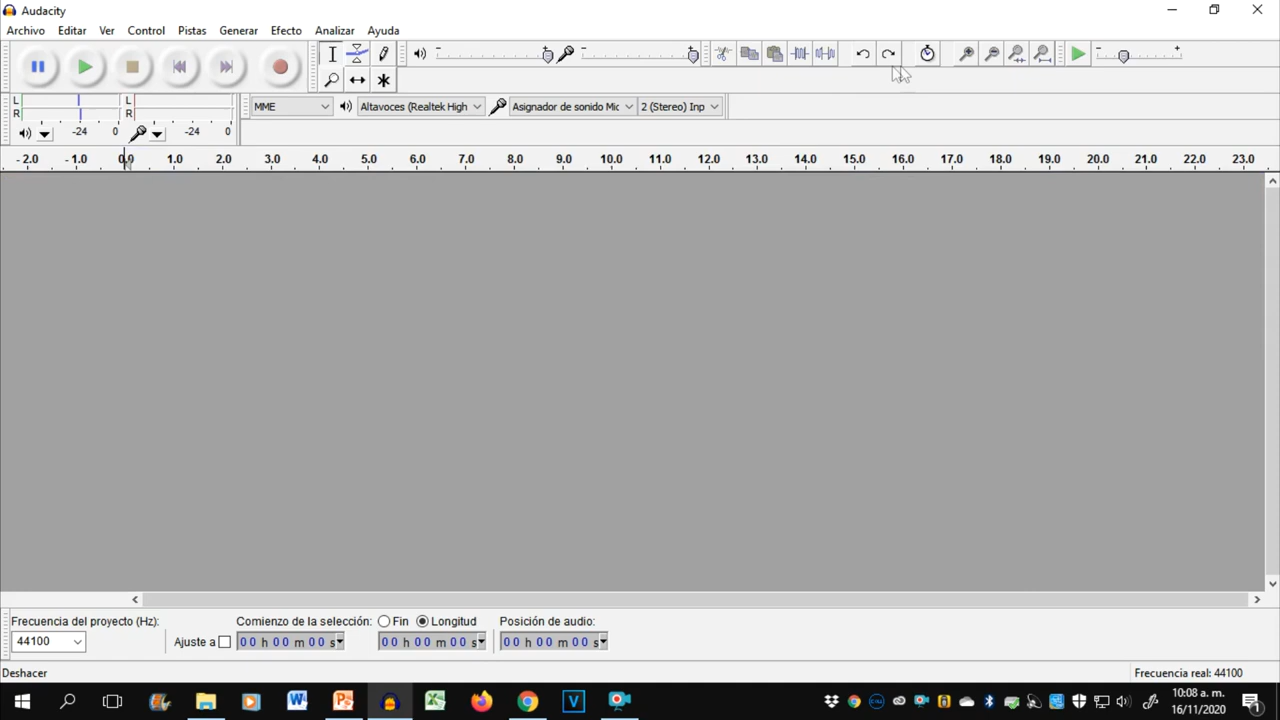 Audacity
Archivo Editar Ver Control Pistas Generar Efecto Analizar Ayuda
L L
R R
-24 0 -24 0
MME Altavoces (Realtek High Asignador de sonido Mic 2 (Stereo) Inp
- 2.0 - 1.0 0.0 1.0 2.0 3.0 4.0 5.0 6.0 7.0 8.0 9.0 10.0 11.0 12.0 13.0 14.0 15.0 16.0 17.0 18.0 19.0 20.0 21.0 22.0 23.0
Frecuencia del proyecto (Hz): Comienzo de la selección: Fin Longitud Posición de audio:
44100 Ajuste a 00 h 00 m 00 s 00 h 00 m 00 s 00 h 00 m 00 s
Deshacer Frecuencia real: 44100
10:08 a. m.
16/11/2020